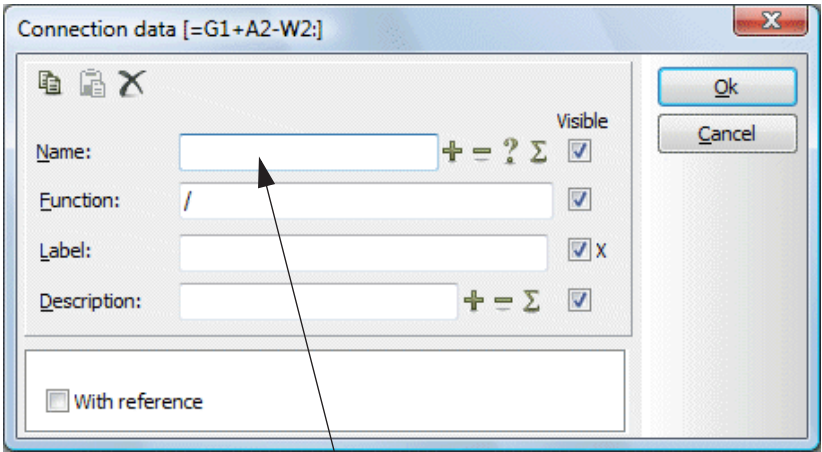 Connection data [=G1+A2-W2:]
Ok
Visible
Cancel
Name:
Function: /
Label: X
Description:
With reference